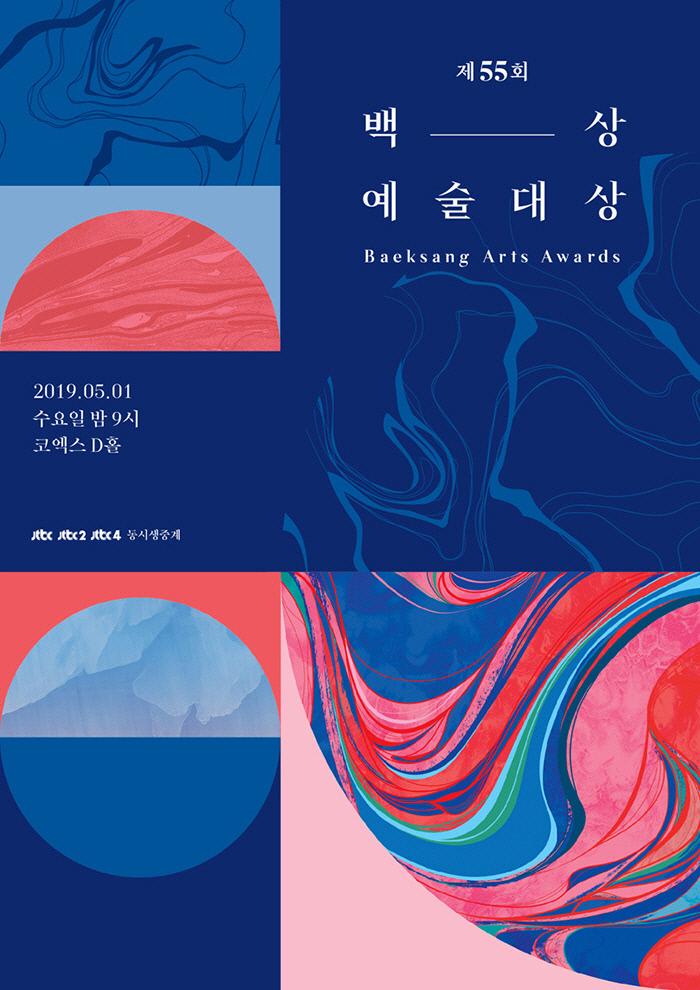 제55회
백 상
예술대상
Baeksang Arts Awards
2019.05.01
수요일 밤 9시
코엑스 D홀
jtbc jtbc2 jtbc4 동시생중계